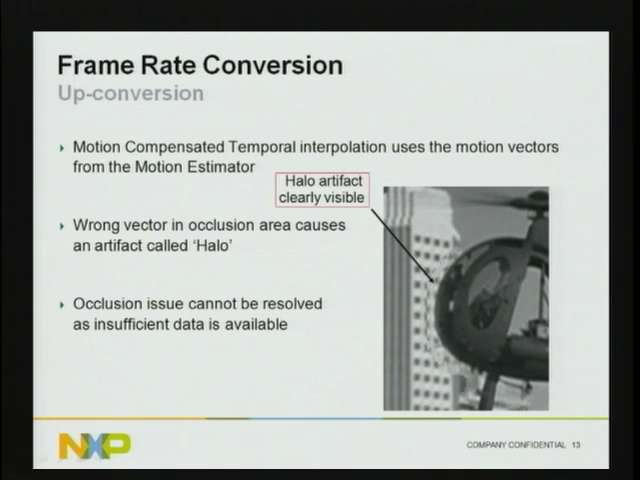 Frame Rate Conversion
Up-conversion
Motion Compensated Temporal interpolation uses the motion vectors
from the Motion Estimator
Halo artifact
clearly visible
Wrong vector in occlusion area causes
an artifact called 'Halo'
Occlusion issue cannot be resolved
as insufficient data is available
NXP
COMPANY CONFIDENTIAL 13